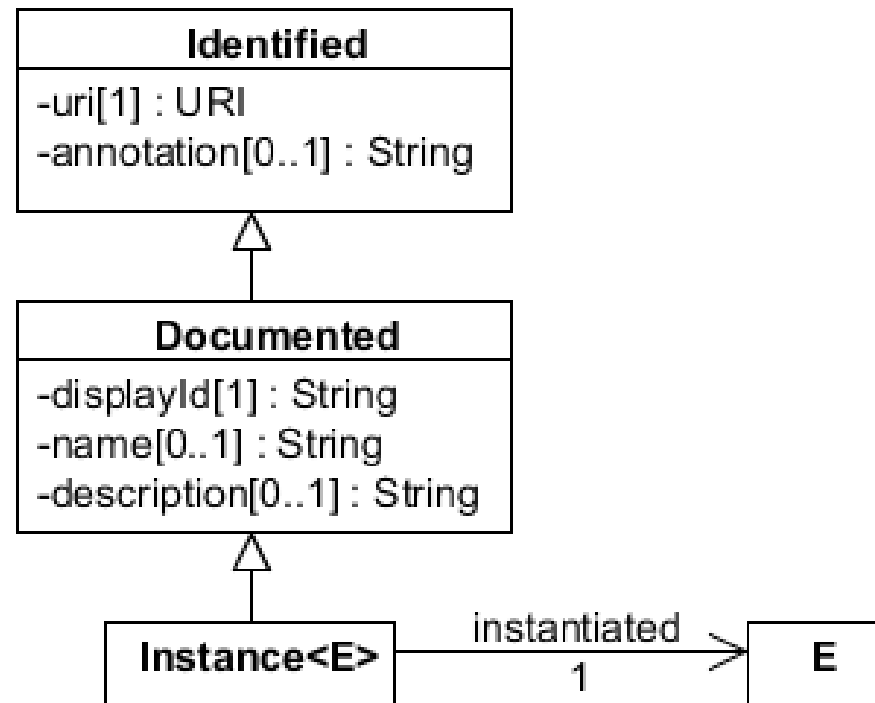 Identified
-uri[1] : URI
-annotation[0..1] : String
Documented
-displayId[1] : String
-name[0..1] : String
-description[0..1] : String
instantiated
Instance<E>
E
1